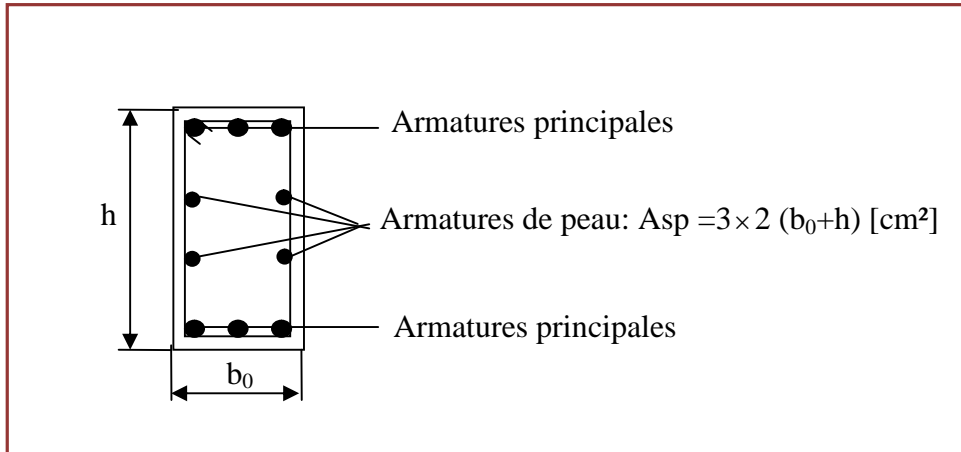 Armatures principales
h
Armatures de peau: Asp =3×2 (b₀+h) [cm²]
Armatures principales
b₀